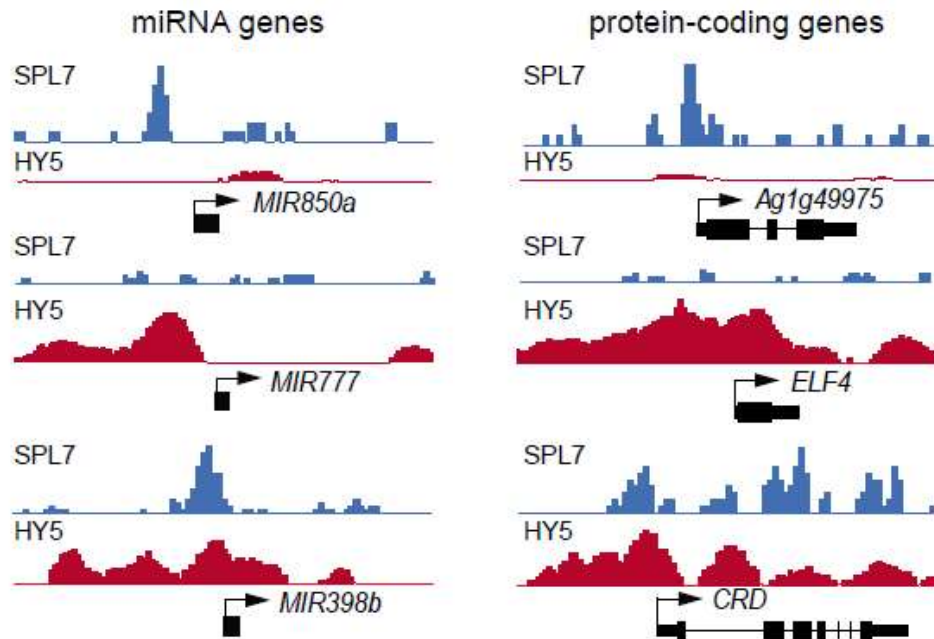 miRNA genes
SPL7
HY5
MIR850a
SPL7
HY5
MIR777
SPL7
HY5
MIR398b
protein-coding genes
SPL7
HY5
Ag1g49975
SPL7
HY5
ELF4
SPL7
HY5
CRD